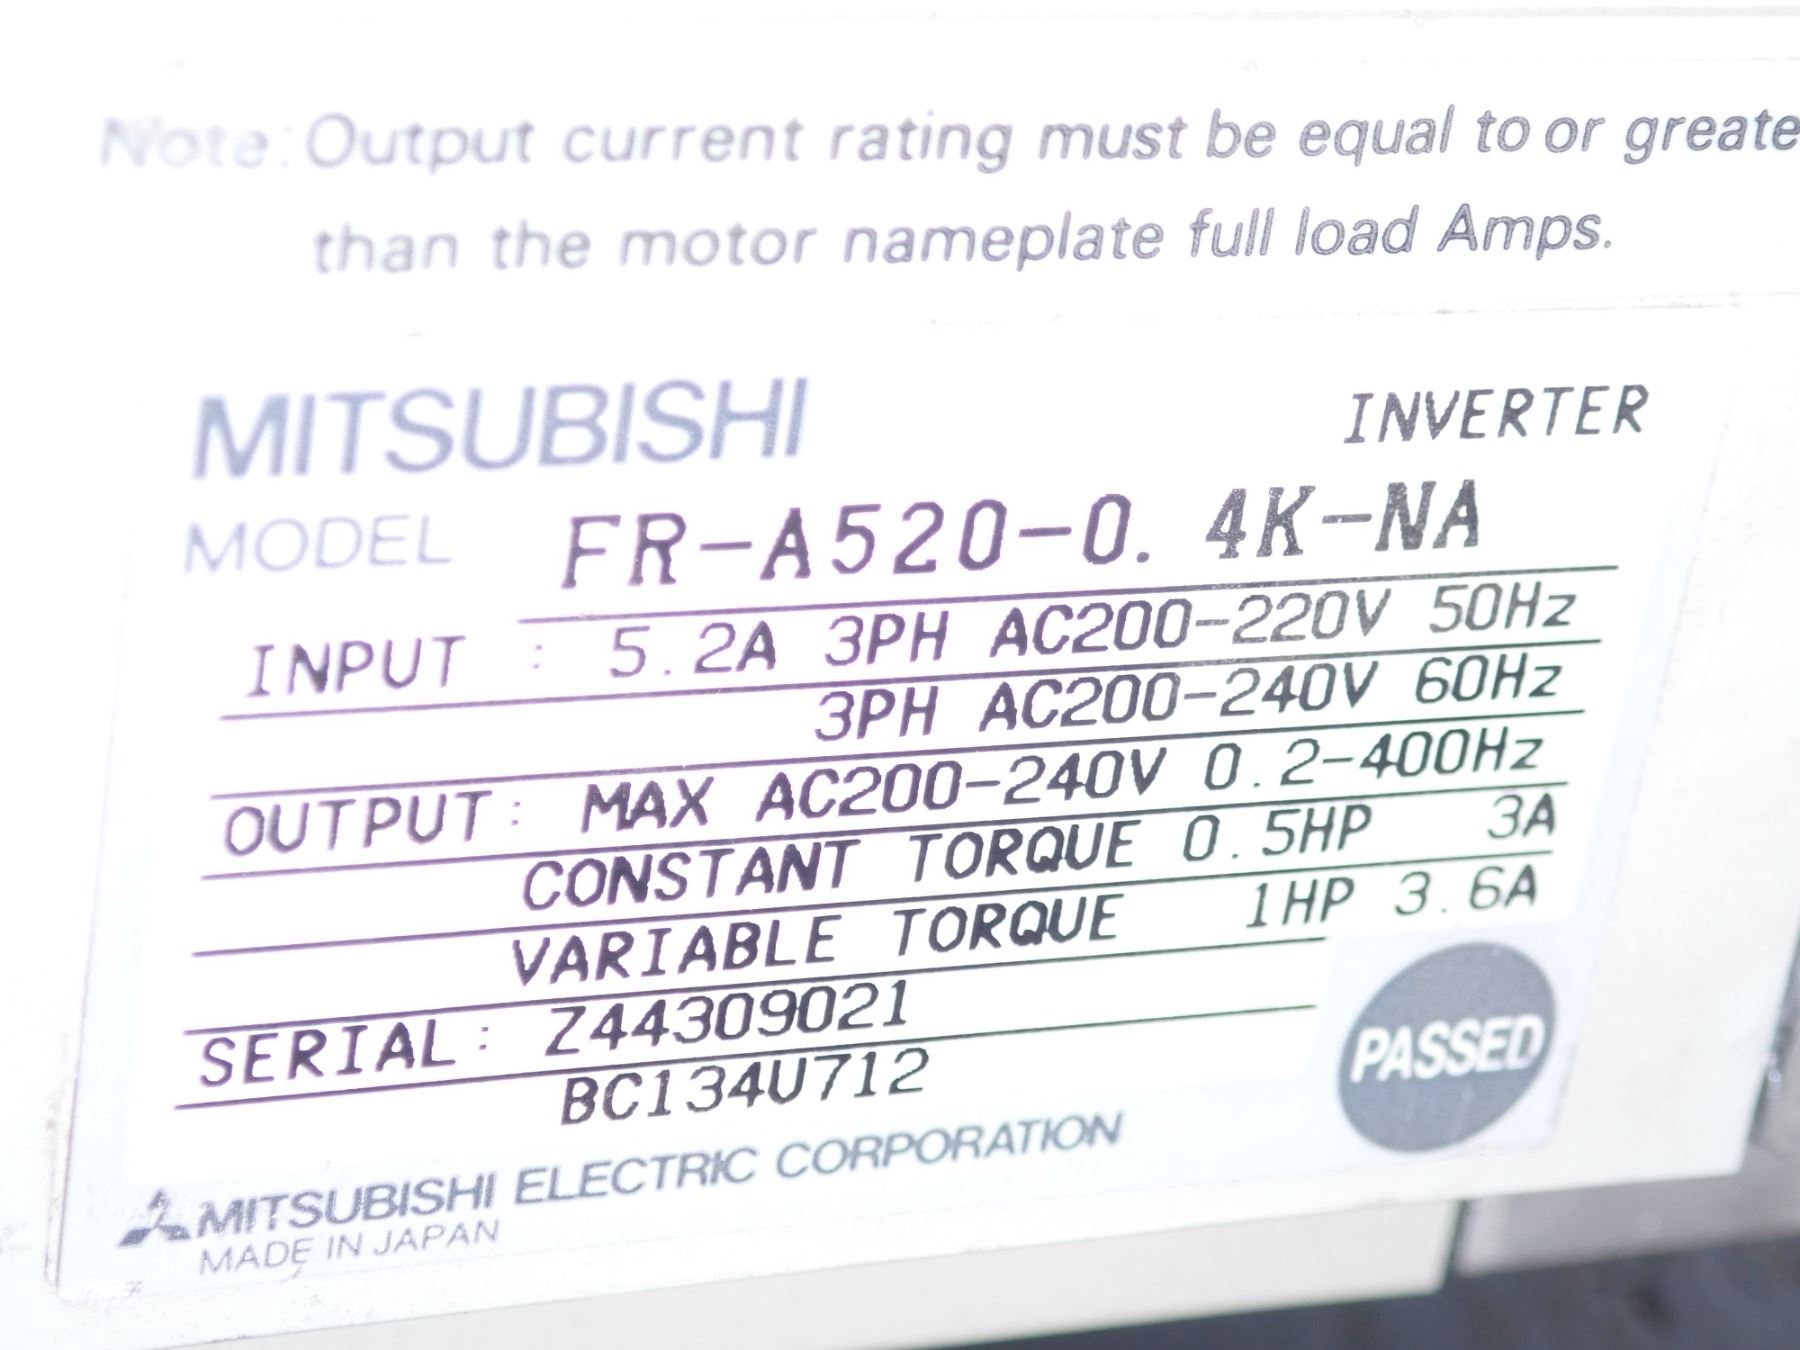 Note: Output current rating must be equal to or greate
than the motor nameplate full load Amps.
MITSUBISHI
INVERTER
MODEL FR-A520-0.4K-NA
INPUT : 5.2A 3PH AC200-220V 50Hz
3PH AC200-240V 60Hz
OUTPUT: MAX AC200-240V 0.2-400Hz
CONSTANT TORQUE 0.5HP 3A
VARIABLE TORQUE 1HP 3.6A
SERIAL: Z44309021
BC134U712
PASSED
MITSUBISHI ELECTRIC CORPORATION
MADE IN JAPAN